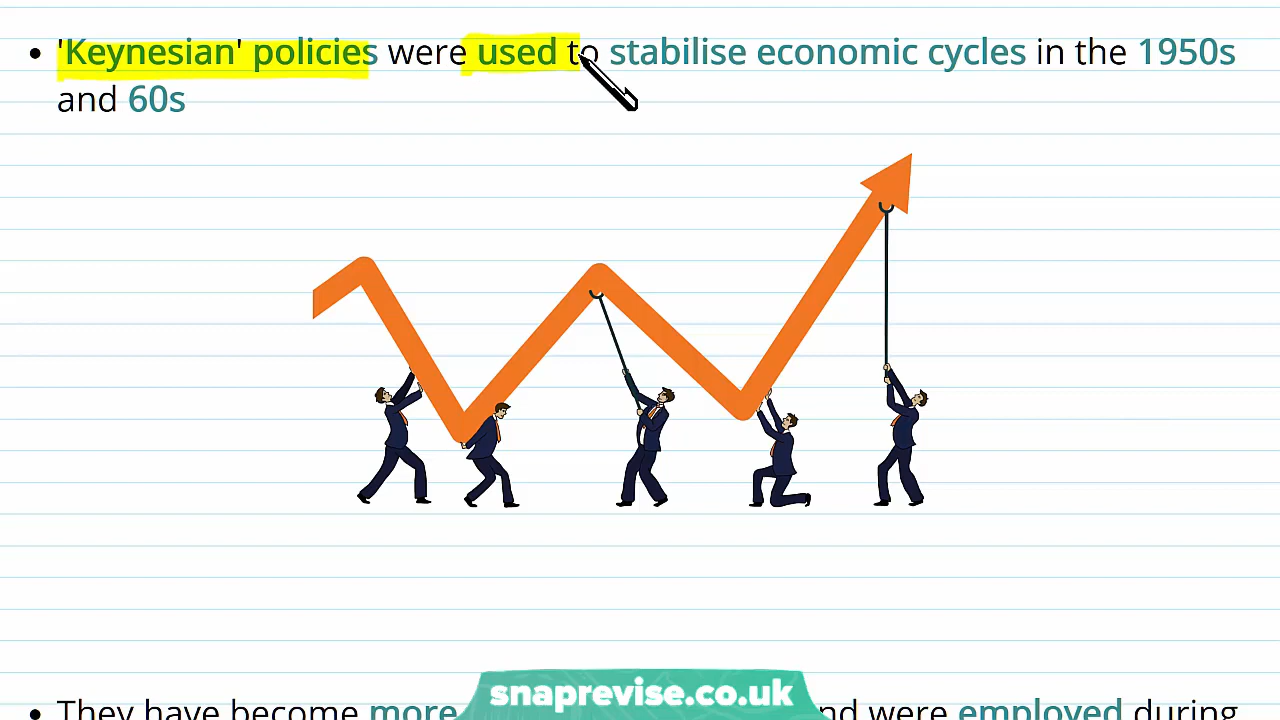 • 'Keynesian' policies were used to stabilise economic cycles in the 1950s
and 60s
snaprevise.co.uk
• They have become more nd were employed during